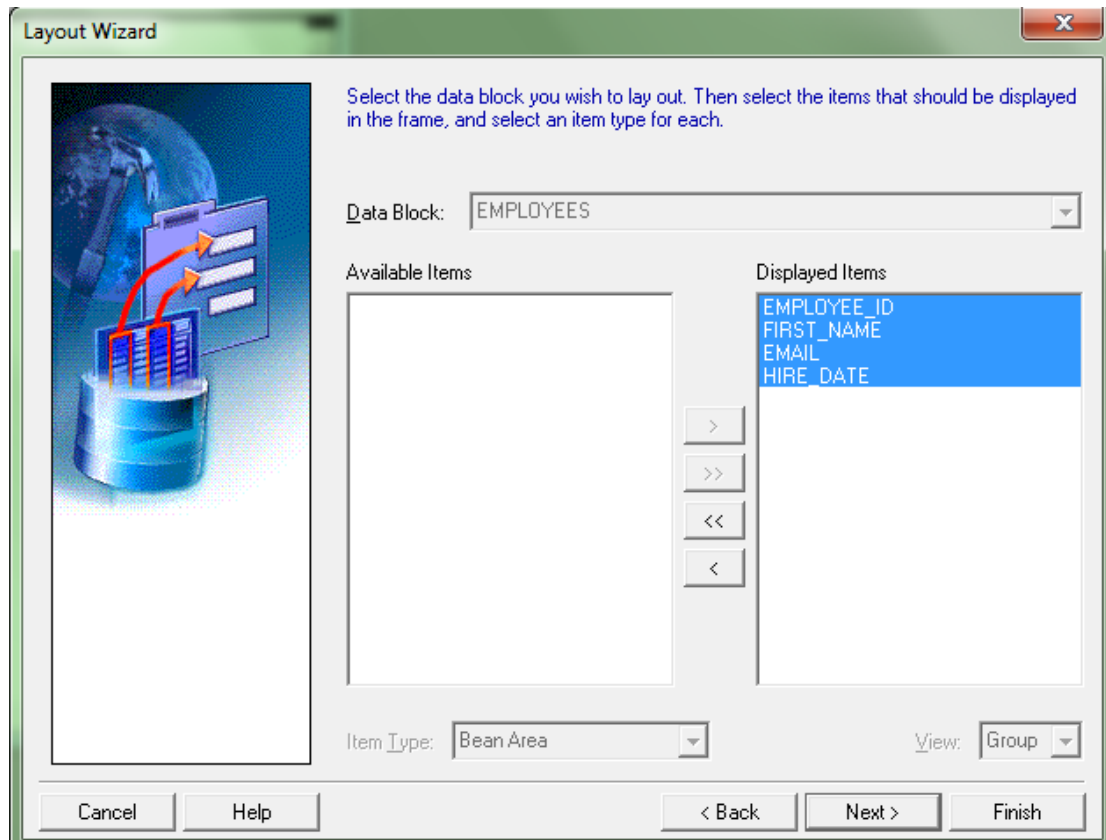 Layout Wizard
X
Select the data block you wish to lay out. Then select the items that should be displayed
in the frame, and select an item type for each.
Data Block: EMPLOYEES
Available Items
Displayed Items
EMPLOYEE_ID
FIRST_NAME
EMAIL
HIRE_DATE
>
>>
<<
<
Item Type: Bean Area
View: Group
Cancel Help < Back Next > Finish